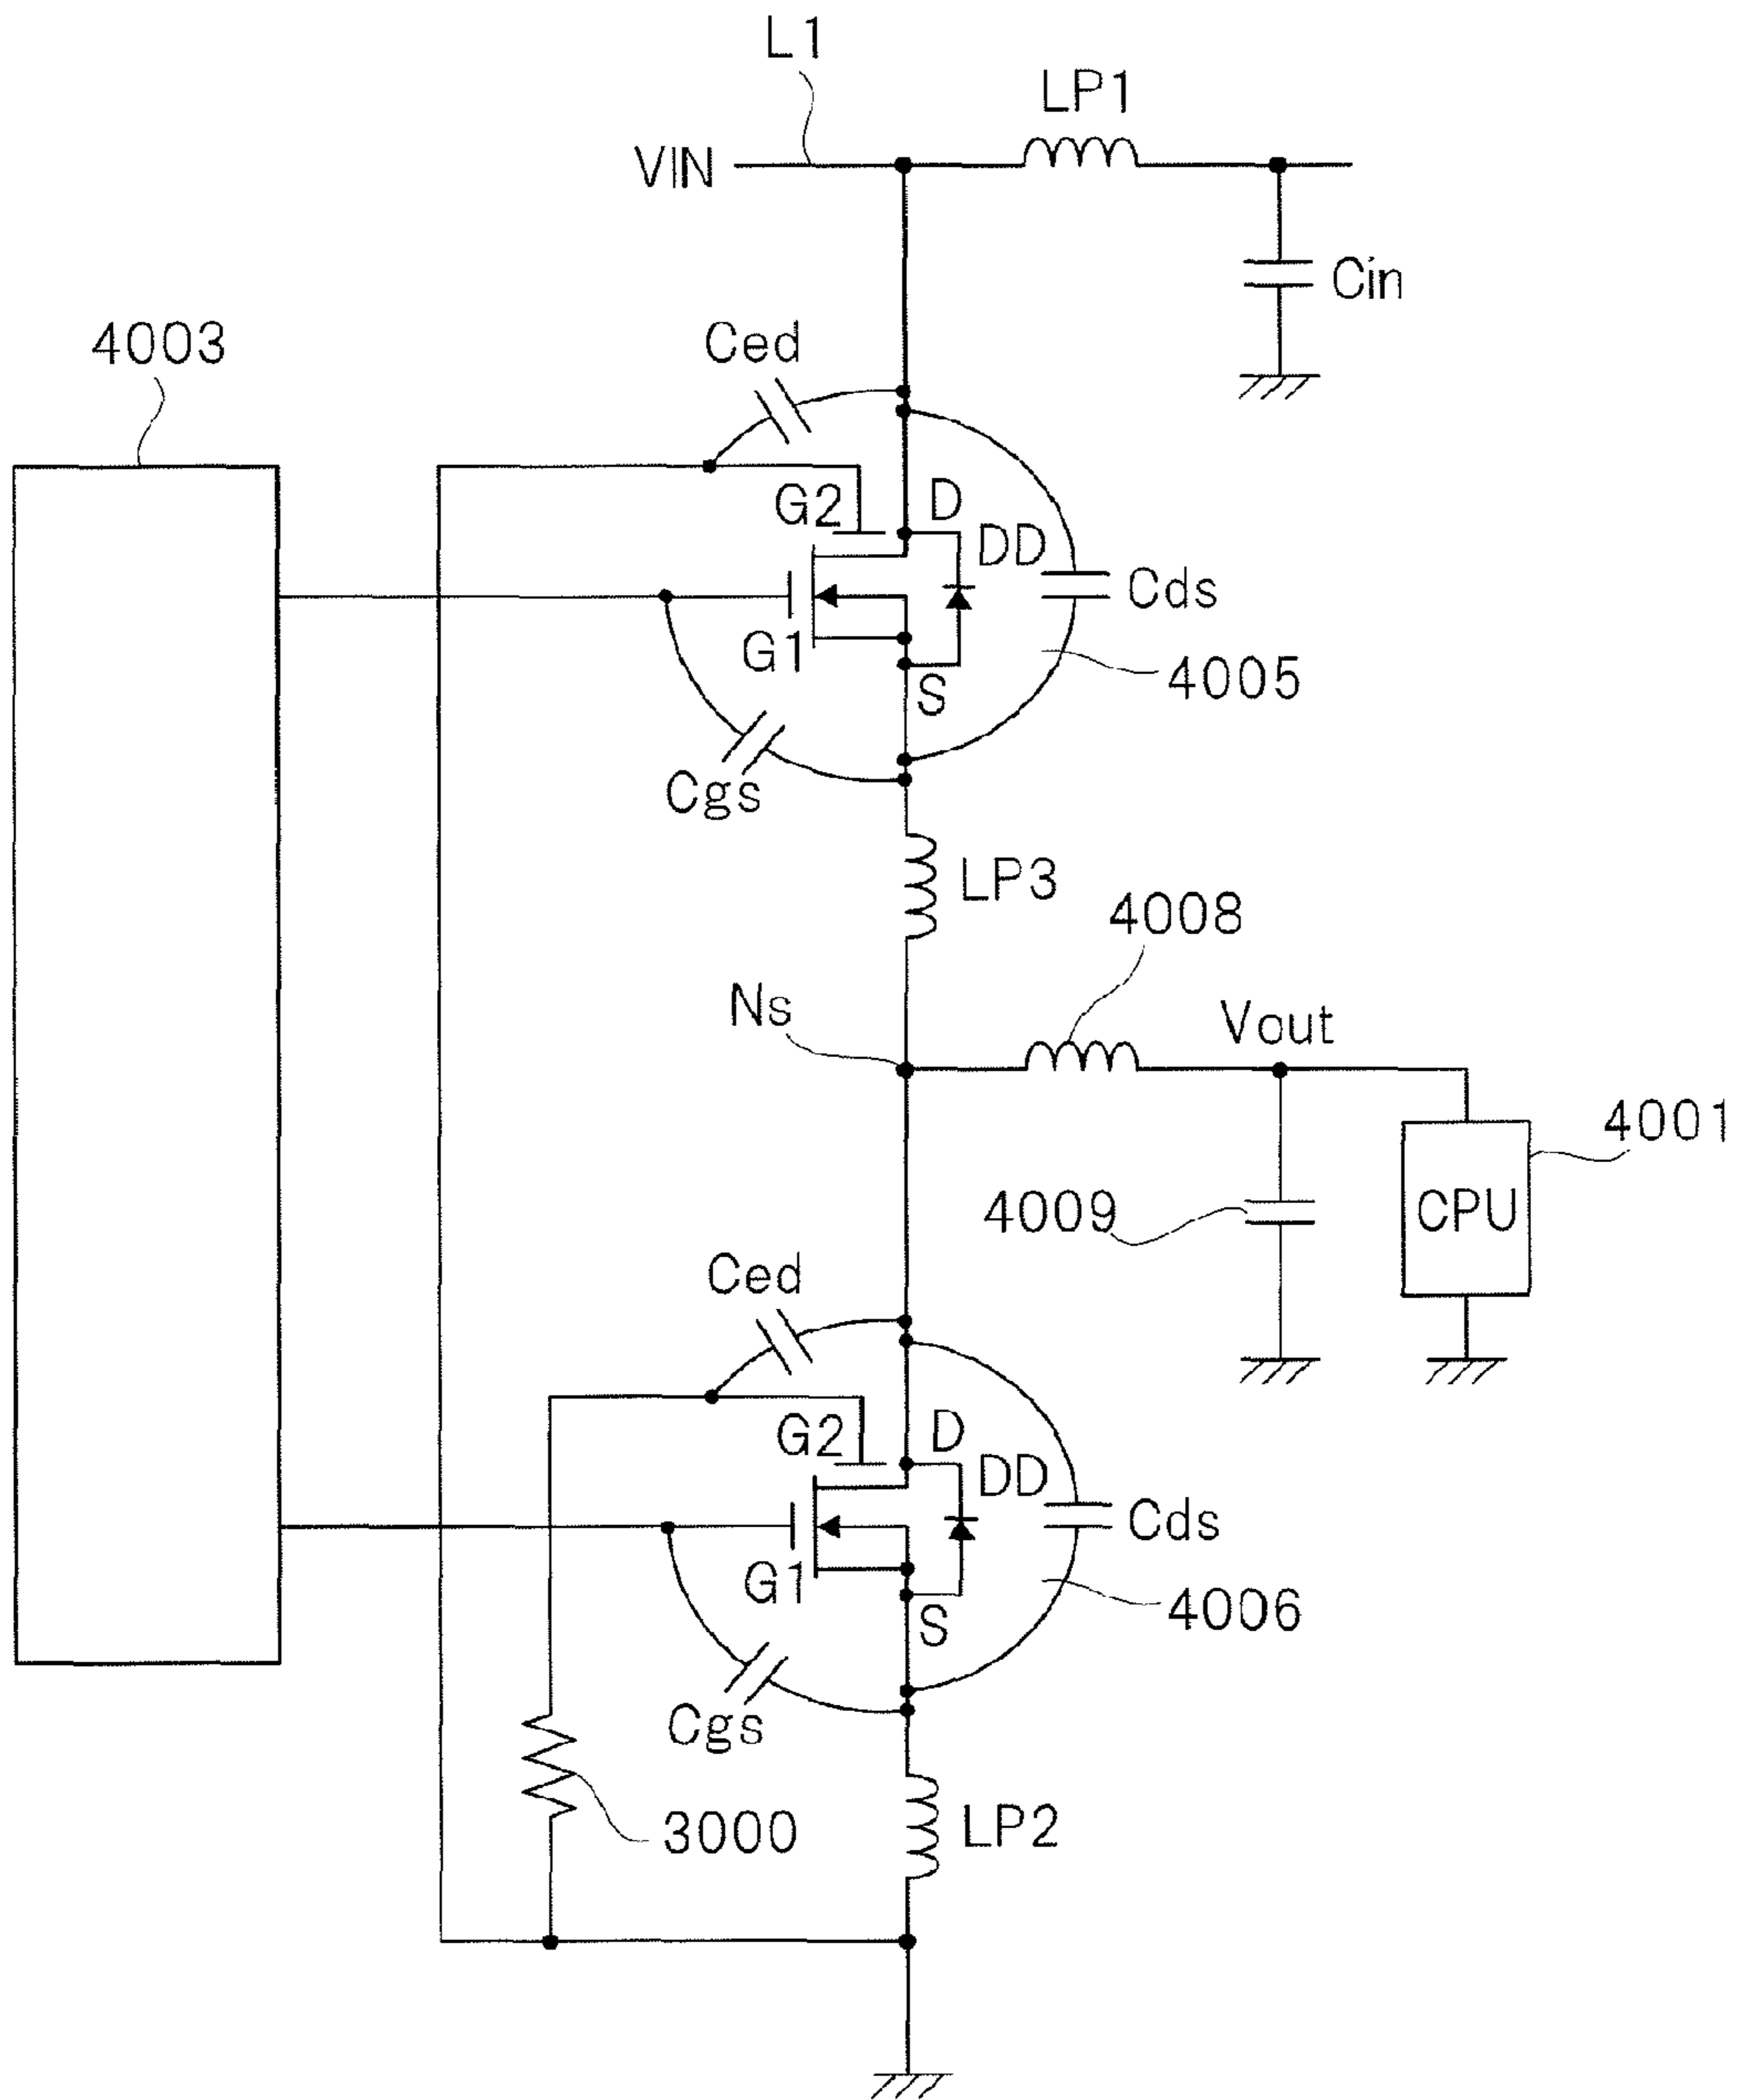 L1
LP1
VIN
Cin
4003
Ced
G2
D
DD
Cds
G1
S
4005
Cgs
LP3
4008
Ns
Vout
4001
CPU
4009
Ced
G2
D
DD
Cds
G1
S
4006
Cgs
3000
LP2